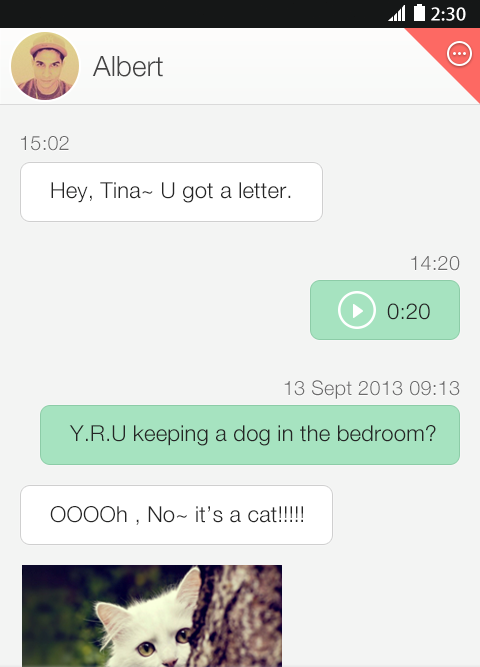 2:30
Albert
15:02
Hey, Tina~ U got a letter.
14:20
0:20
13 Sept 2013 09:13
Y.R.U keeping a dog in the bedroom?
OOOOh , No~ it's a cat!!!!!